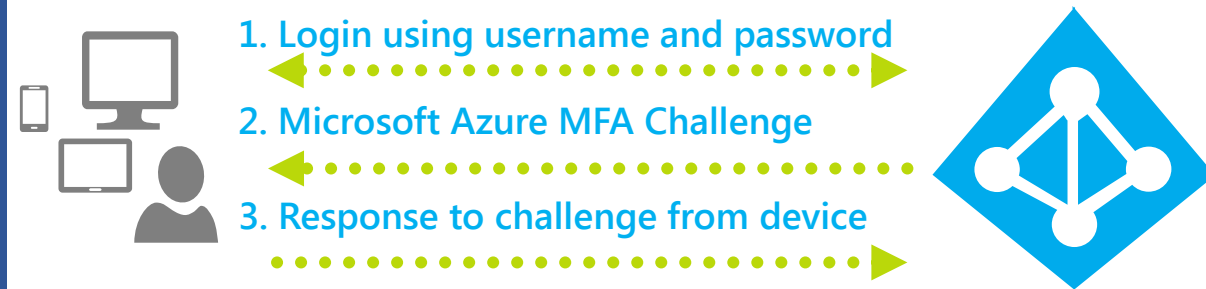 1. Login using username and password
2. Microsoft Azure MFA Challenge
3. Response to challenge from device